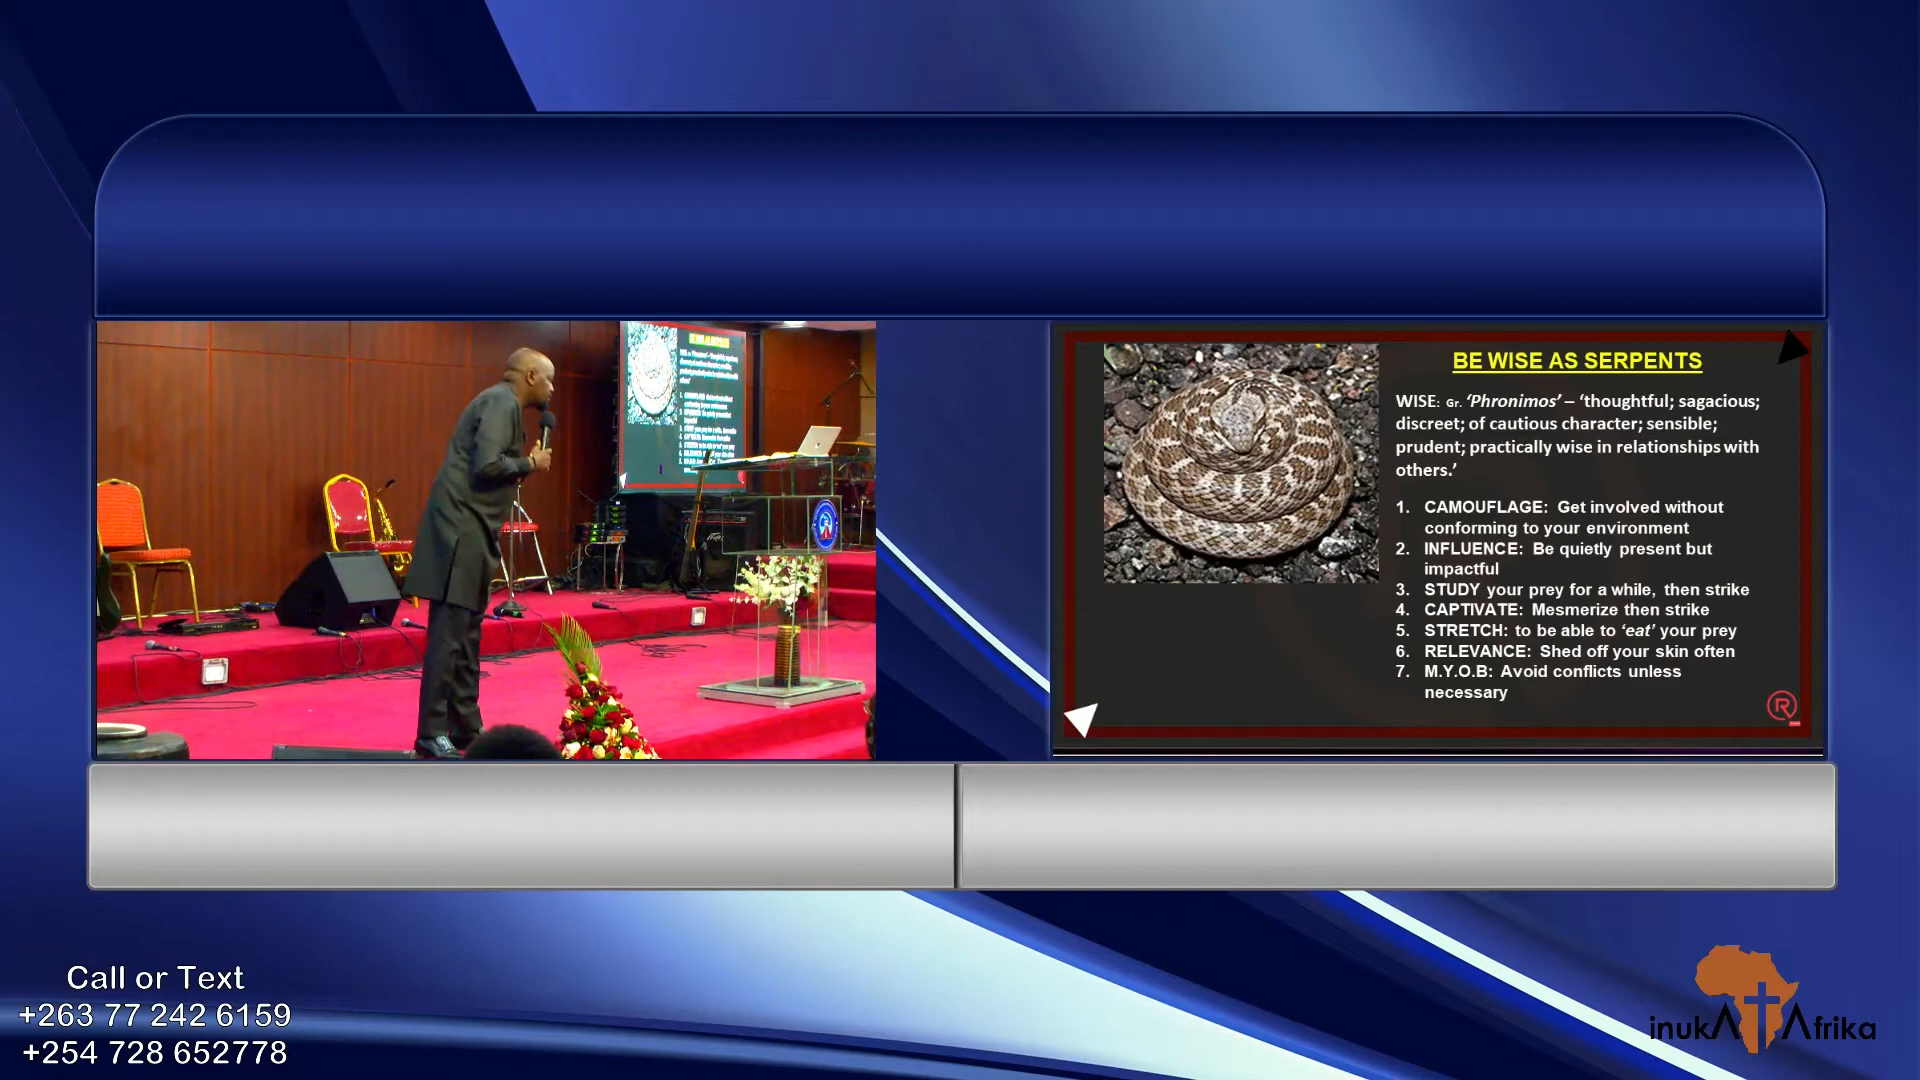 BE WISE AS SERPENTS
WISE: Gr. ‘Phronimos’ – ‘thoughtful; sagacious;
discreet; of cautious character; sensible;
prudent; practically wise in relationships with
others.’
1. CAMOUFLAGE: Get involved without
conforming to your environment
2. INFLUENCE: Be quietly present but
impactful
3. STUDY your prey for a while, then strike
4. CAPTIVATE: Mesmerize then strike
5. STRETCH: to be able to ‘eat’ your prey
6. RELEVANCE: Shed off your skin often
7. M.Y.O.B: Avoid conflicts unless
necessary
R
Call or Text
+263 77 242 6159
+254 728 652778
inukA Afrika